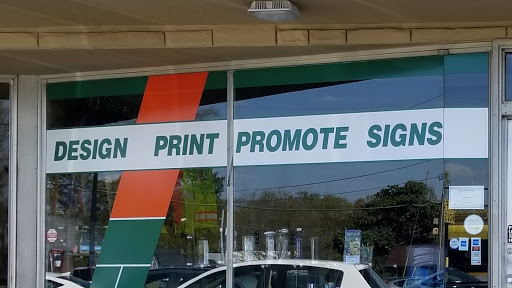 DESIGN PRINT PROMOTE SIGNS